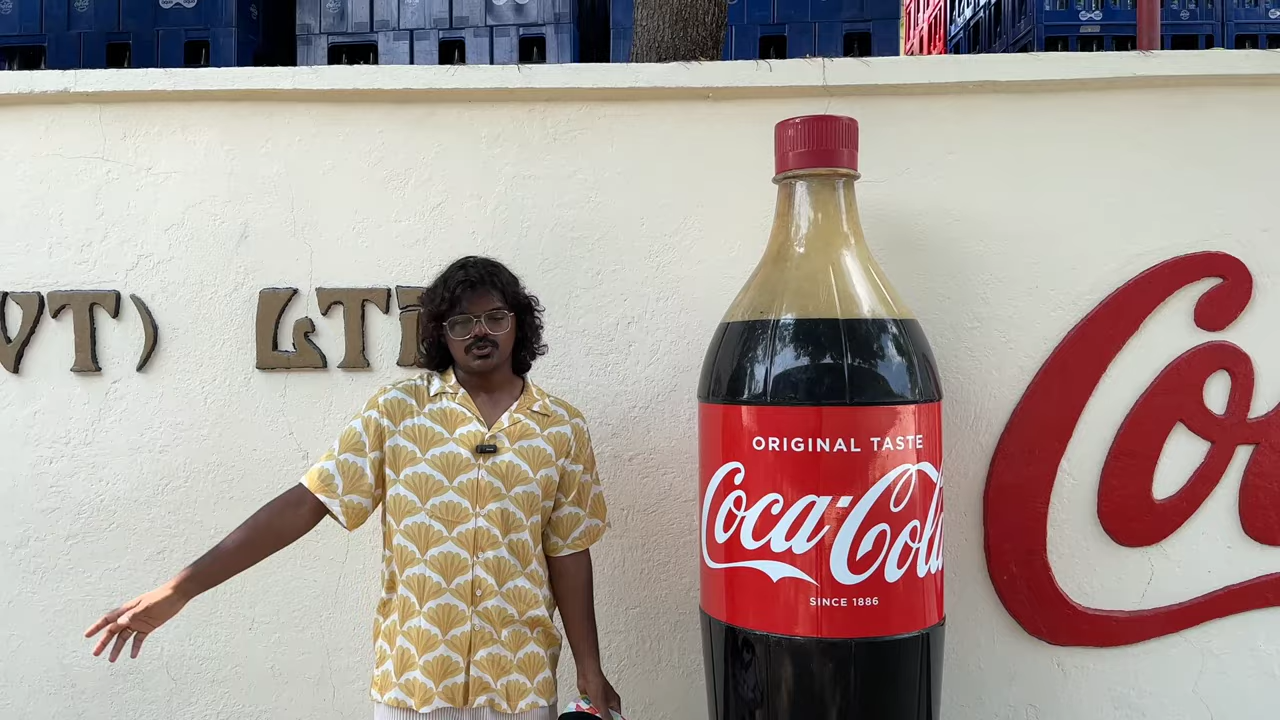 VT) LT
ORIGINAL TASTE
Coca-Cola
SINCE 1886
Co